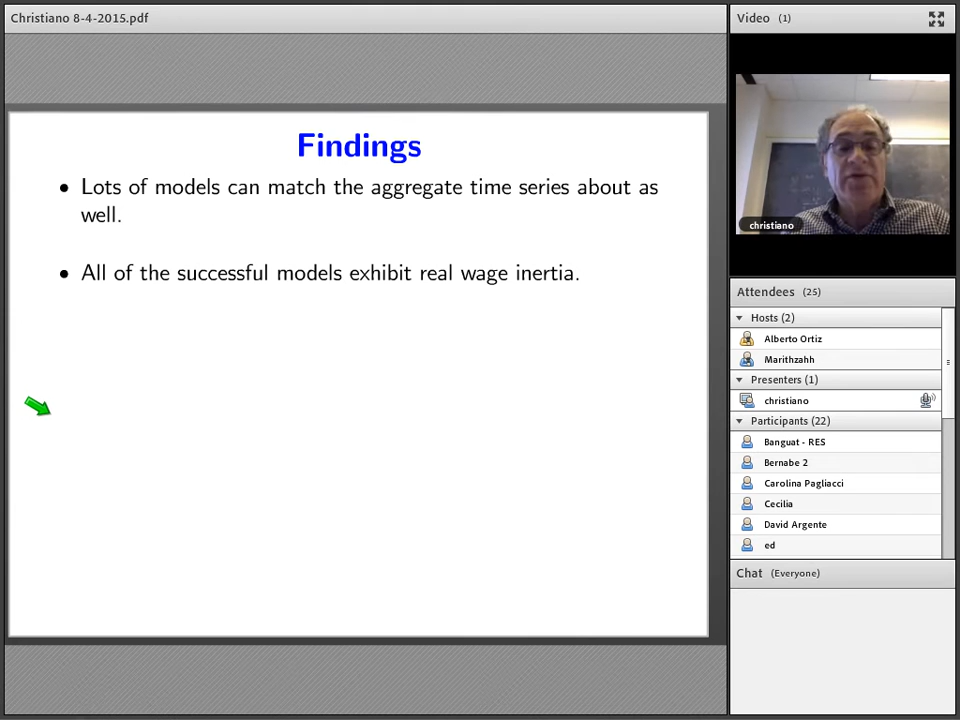 Christiano 8-4-2015.pdf
Findings
• Lots of models can match the aggregate time series about as
well.
• All of the successful models exhibit real wage inertia.
Video (1)
christiano
Attendees (25)
Hosts (2)
Alberto Ortiz
Marithzahh
Presenters (1)
christiano
Participants (22)
Banguat - RES
Bernabe 2
Carolina Pagliacci
Cecilia
David Argente
ed
Chat (Everyone)